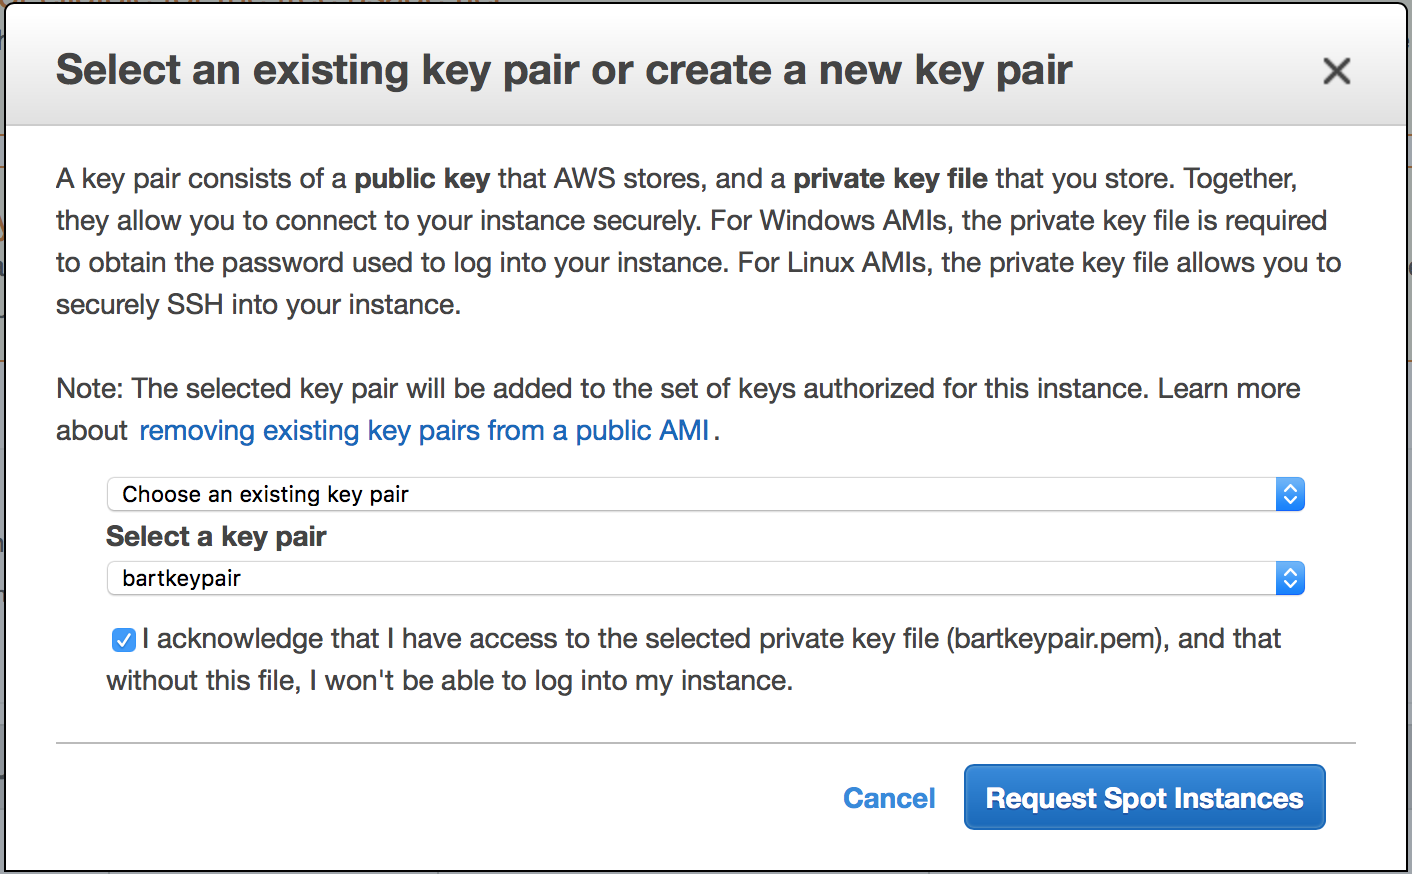 Select an existing key pair or create a new key pair
A key pair consists of a public key that AWS stores, and a private key file that you store. Together,
they allow you to connect to your instance securely. For Windows AMIs, the private key file is required
to obtain the password used to log into your instance. For Linux AMIs, the private key file allows you to
securely SSH into your instance.
Note: The selected key pair will be added to the set of keys authorized for this instance. Learn more
about removing existing key pairs from a public AMI.
Choose an existing key pair
Select a key pair
bartkeypair
I acknowledge that I have access to the selected private key file (bartkeypair.pem), and that
without this file, I won't be able to log into my instance.
Cancel
Request Spot Instances